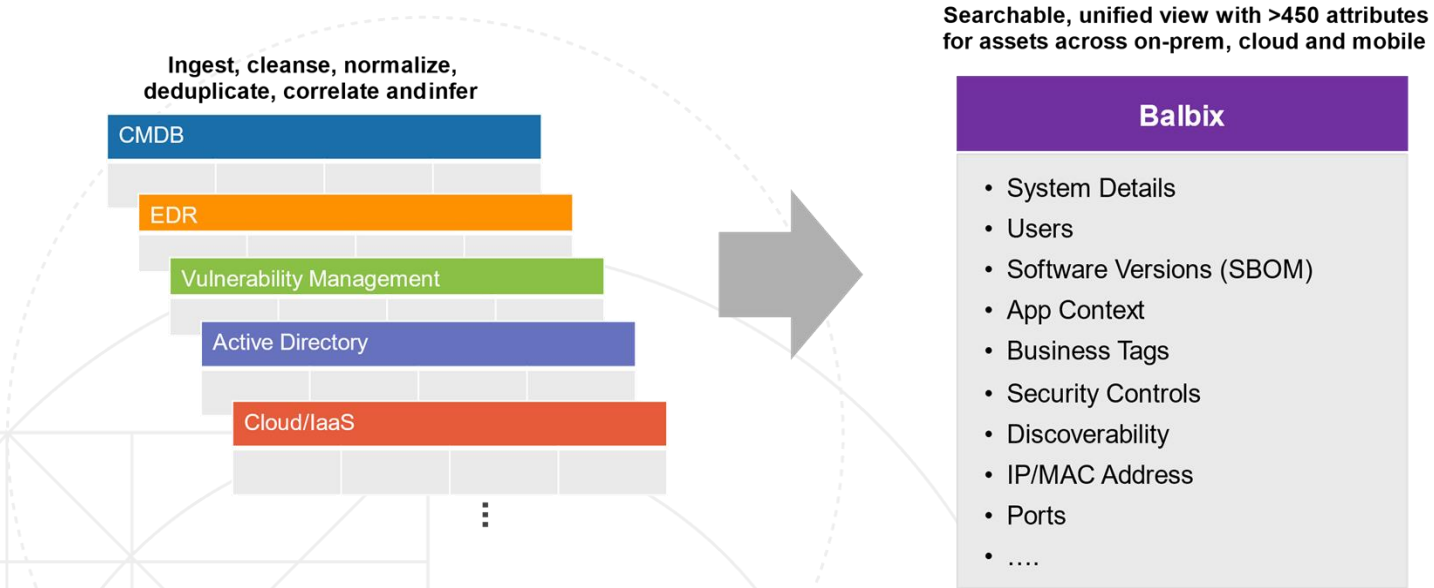 Ingest, cleanse, normalize,
deduplicate, correlate andinfer
CMDB
EDR
Vulnerability Management
Active Directory
Cloud/IaaS
⋮
Searchable, unified view with >450 attributes
for assets across on-prem, cloud and mobile
Balbix
• System Details
• Users
• Software Versions (SBOM)
• App Context
• Business Tags
• Security Controls
• Discoverability
• IP/MAC Address
• Ports
• ....